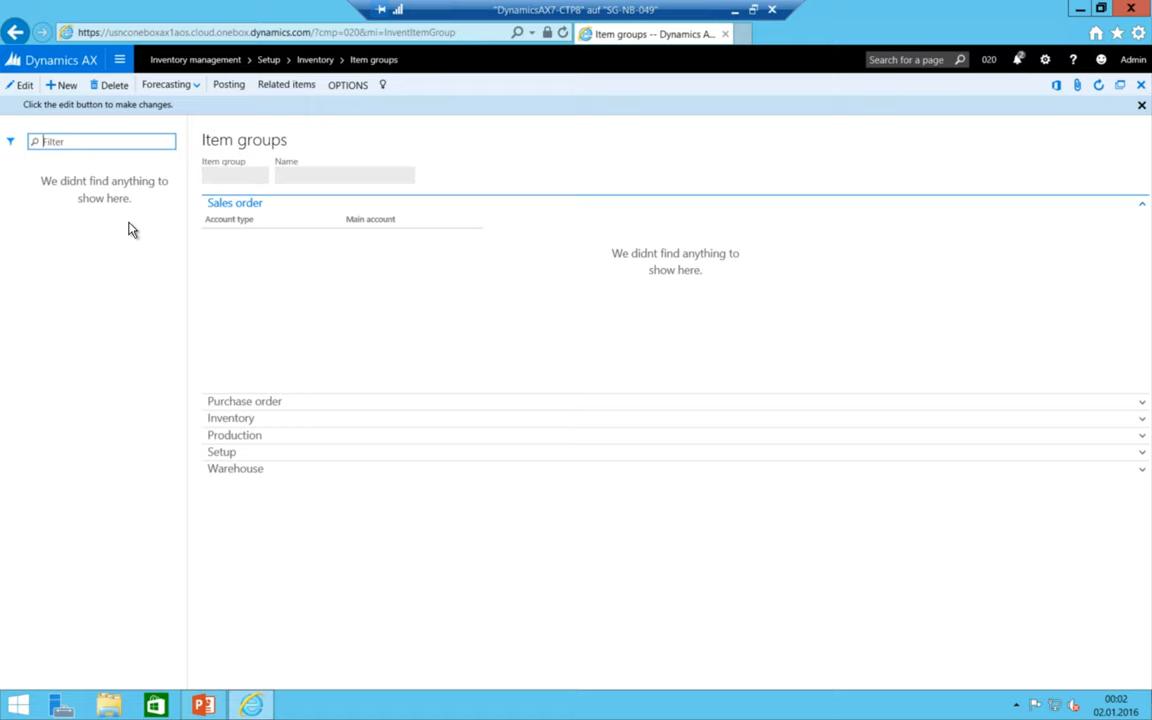 "DynamicsAX7-CTP8" auf "SG-NB-049"
https://usnconeboxax1aos.cloud.onebox.dynamics.com/?cmp=020&mi=InventItemGroup
Item groups -- Dynamics A...
Dynamics AX
Inventory management > Setup > Inventory > Item groups
Search for a page
020
Admin
Edit
New
Delete
Forecasting
Posting
Related items
OPTIONS
Click the edit button to make changes.
Filter
We didnt find anything to
show here.
Item groups
Item group
Name
Sales order
Account type
Main account
We didnt find anything to
show here.
Purchase order
Inventory
Production
Setup
Warehouse
00:02
02.01.2016